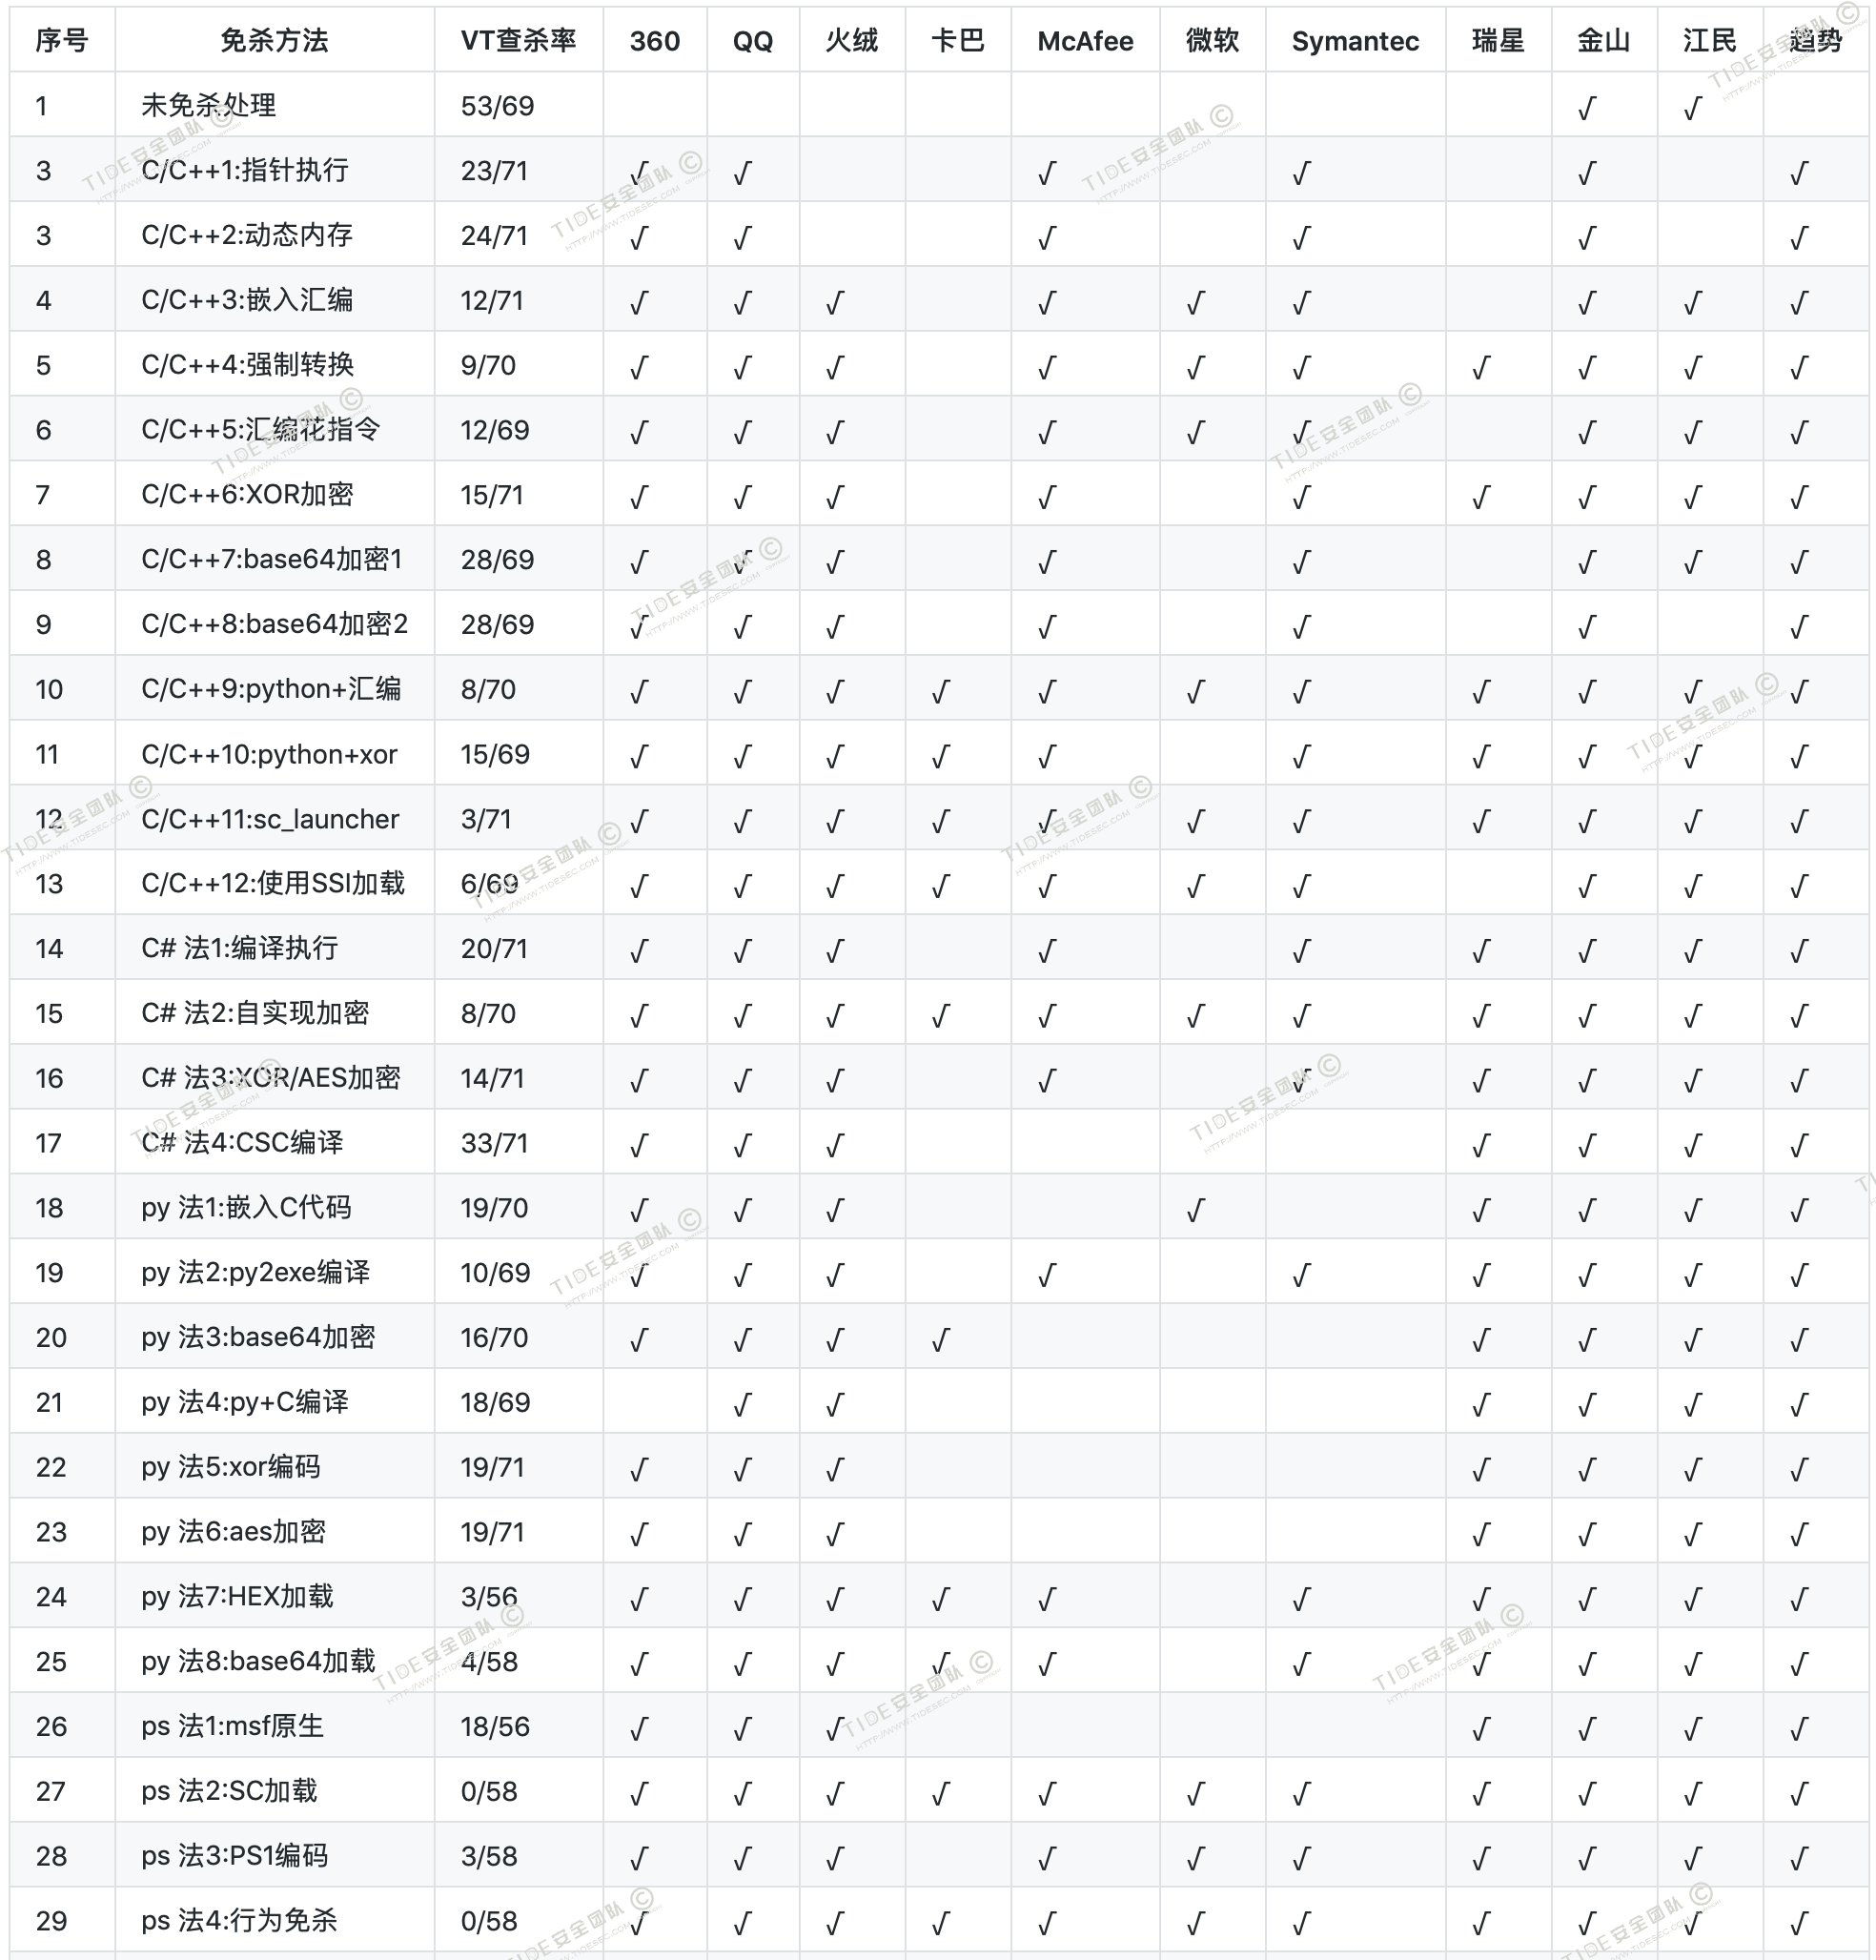 序号 免杀方法 VT查杀率 360 QQ 火绒 卡巴 McAfee 微软 Symantec 瑞星 金山 江民 趋势
1 未免杀处理 53/69 √ √
3 C/C++1:指针执行 23/71 √ √ √ √ √ √
3 C/C++2:动态内存 24/71 √ √ √ √ √ √
4 C/C++3:嵌入汇编 12/71 √ √ √ √ √ √ √ √ √
5 C/C++4:强制转换 9/70 √ √ √ √ √ √ √ √ √ √
6 C/C++5:汇编花指令 12/69 √ √ √ √ √ √ √ √ √
7 C/C++6:XOR加密 15/71 √ √ √ √ √ √ √ √ √
8 C/C++7:base64加密1 28/69 √ √ √ √ √ √ √ √
9 C/C++8:base64加密2 28/69 √ √ √ √ √ √ √
10 C/C++9:python+汇编 8/70 √ √ √ √ √ √ √ √ √ √ √
11 C/C++10:python+xor 15/69 √ √ √ √ √ √ √ √ √ √
12 C/C++11:sc_launcher 3/71 √ √ √ √ √ √ √ √ √ √ √
13 C/C++12:使用SSI加载 6/69 √ √ √ √ √ √ √ √ √ √
14 C# 法1:编译执行 20/71 √ √ √ √ √ √ √ √ √
15 C# 法2:自实现加密 8/70 √ √ √ √ √ √ √ √ √ √ √
16 C# 法3:XOR/AES加密 14/71 √ √ √ √ √ √ √ √ √
17 C# 法4:CSC编译 33/71 √ √ √ √ √ √ √
18 py 法1:嵌入C代码 19/70 √ √ √ √ √ √ √ √
19 py 法2:py2exe编译 10/69 √ √ √ √ √ √ √ √ √
20 py 法3:base64加密 16/70 √ √ √ √ √ √ √ √
21 py 法4:py+C编译 18/69 √ √ √ √ √ √
22 py 法5:xor编码 19/71 √ √ √ √ √ √ √
23 py 法6:aes加密 19/71 √ √ √ √ √ √ √
24 py 法7:HEX加载 3/56 √ √ √ √ √ √ √ √ √ √
25 py 法8:base64加载 4/58 √ √ √ √ √ √ √ √ √ √
26 ps 法1:msf原生 18/56 √ √ √ √ √ √ √
27 ps 法2:SC加载 0/58 √ √ √ √ √ √ √ √ √ √ √
28 ps 法3:PS1编码 3/58 √ √ √ √ √ √ √ √ √ √
29 ps 法4:行为免杀 0/58 √ √ √ √ √ √ √ √ √ √ √
TIDE安全团队 ©
HTTP://WWW.TIDESEC.COM